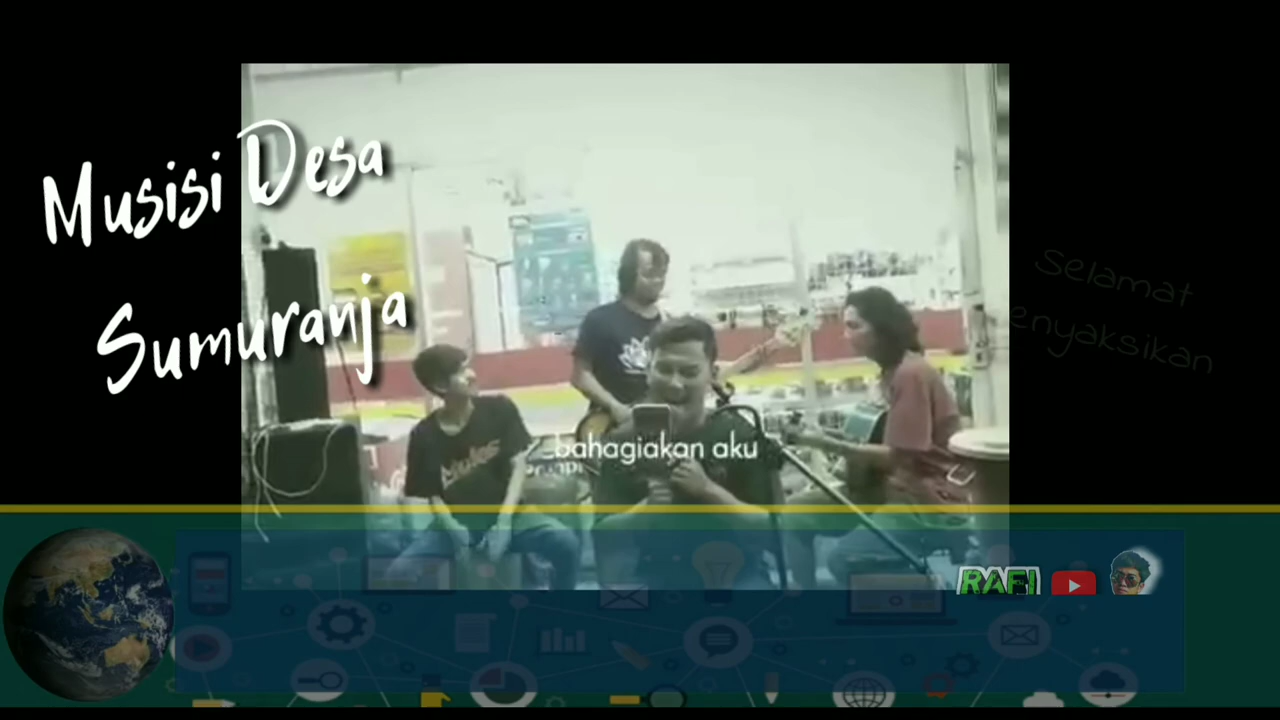 Musisi Desa
Sumuranja
Selamat
enyaksikan
bahagiakan aku
RAFI